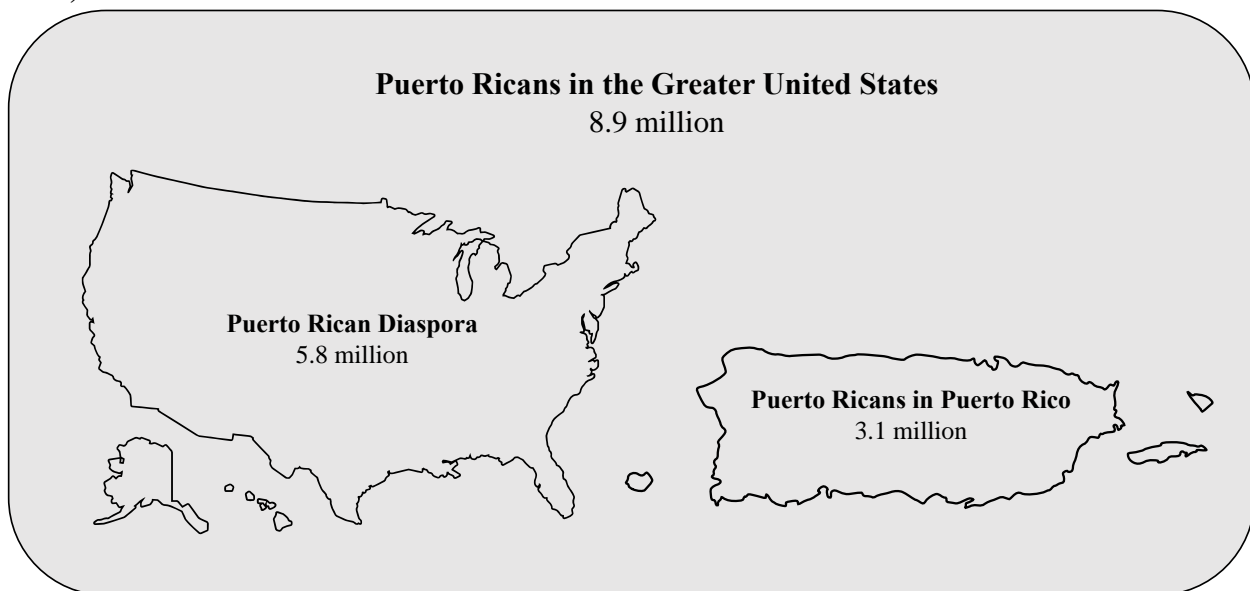 Puerto Ricans in the Greater United States
8.9 million
Puerto Rican Diaspora
5.8 million
Puerto Ricans in Puerto Rico
3.1 million